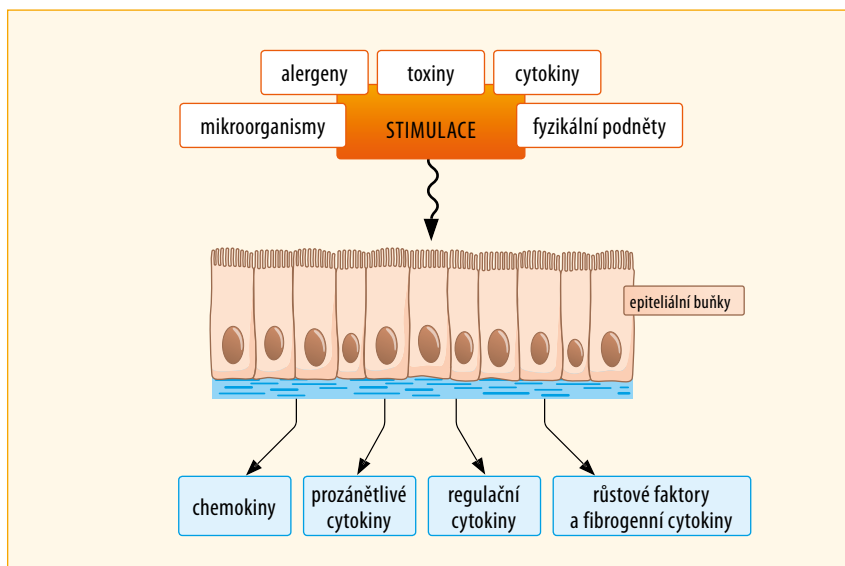 alergeny
toxiny
cytokiny
mikroorganismy
STIMULACE
fyzikální podněty
epiteliální buňky
chemokiny
prozánětlivé
cytokiny
regulační
cytokiny
růstové faktory
a fibrogenní cytokiny